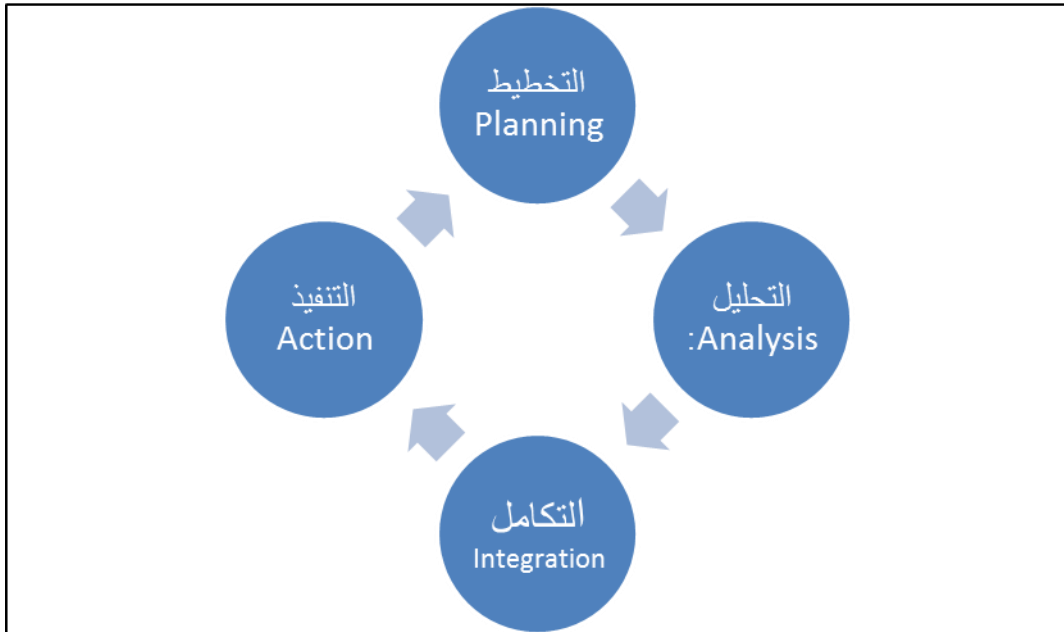 التخطيط
Planning
التحليل
:Analysis
التكامل
Integration
التنفيذ
Action